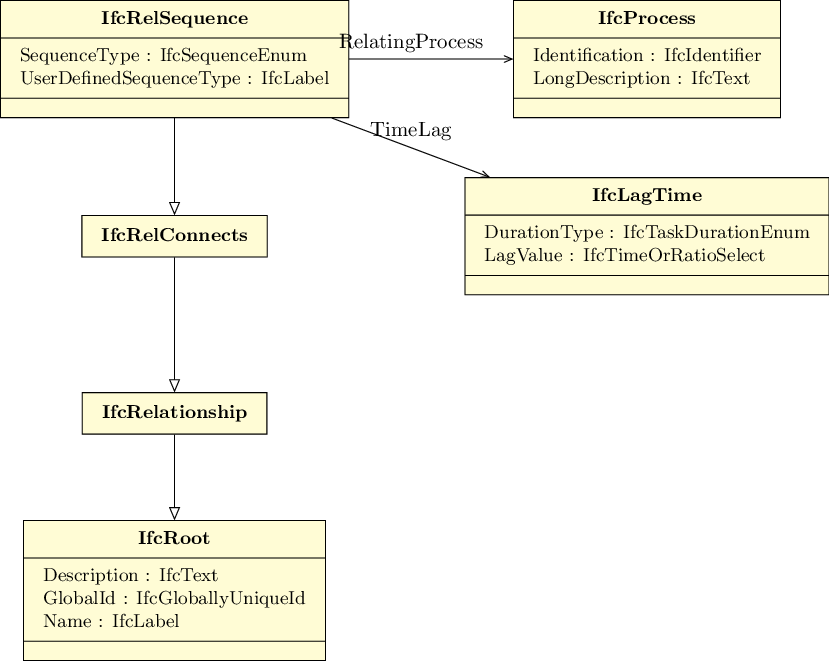 IfcRelSequence
SequenceType : IfcSequenceEnum
UserDefinedSequenceType : IfcLabel
RelatingProcess
IfcProcess
Identification : IfcIdentifier
LongDescription : IfcText
TimeLag
IfcLagTime
DurationType : IfcTaskDurationEnum
LagValue : IfcTimeOrRatioSelect
IfcRelConnects
IfcRelationship
IfcRoot
Description : IfcText
GlobalId : IfcGloballyUniqueId
Name : IfcLabel